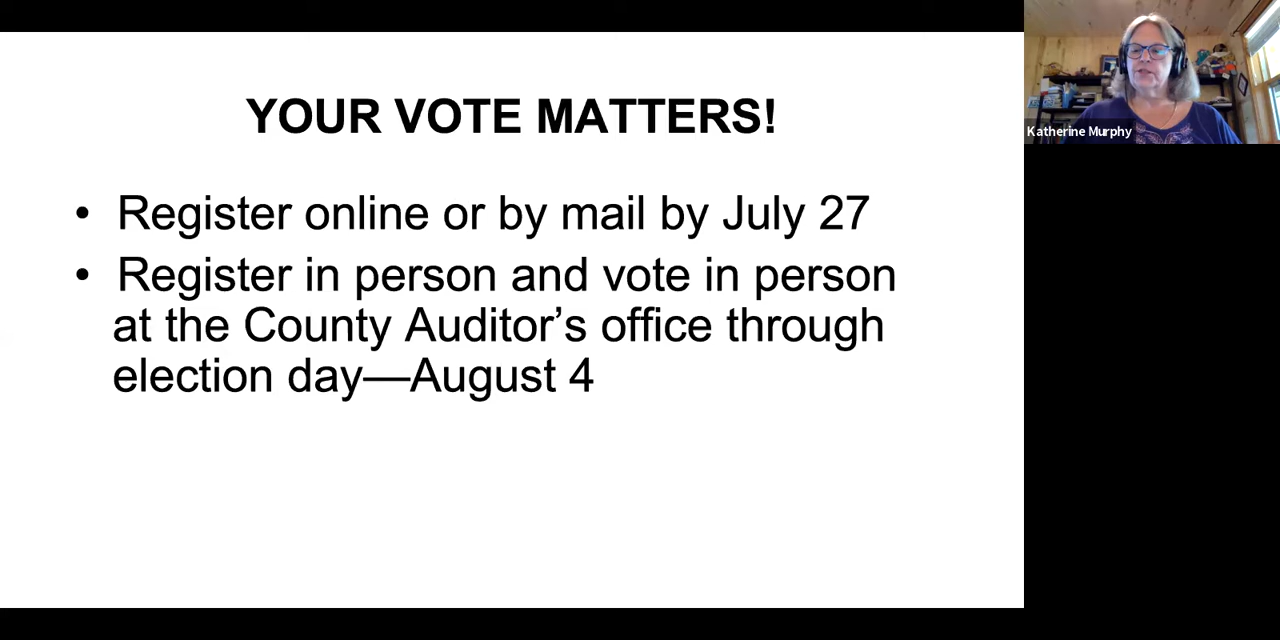 YOUR VOTE MATTERS!
• Register online or by mail by July 27
• Register in person and vote in person
at the County Auditor’s office through
election day—August 4
Katherine Murphy